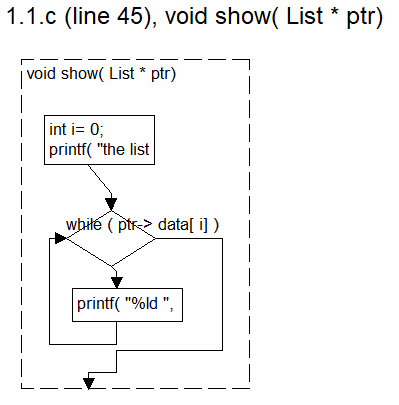 1.1.c (line 45), void show( List * ptr)
void show( List * ptr)
int i= 0;
printf( "the list
while ( ptr-> data[ i] )
printf( "%ld ",